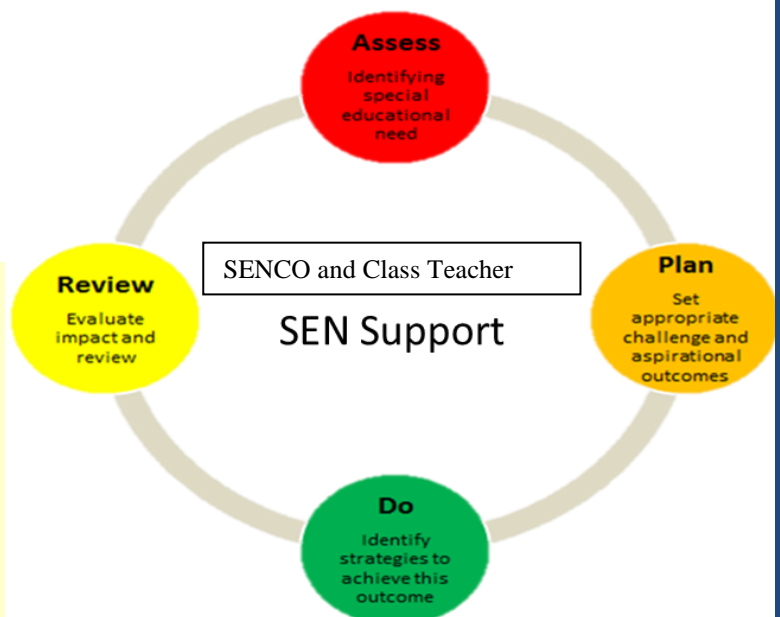 Assess
Identifying
special
educational
need
SENCO and Class Teacher
SEN Support
Plan
Set
appropriate
challenge and
aspirational
outcomes
Do
Identify
strategies to
achieve this
outcome
Review
Evaluate
impact and
review